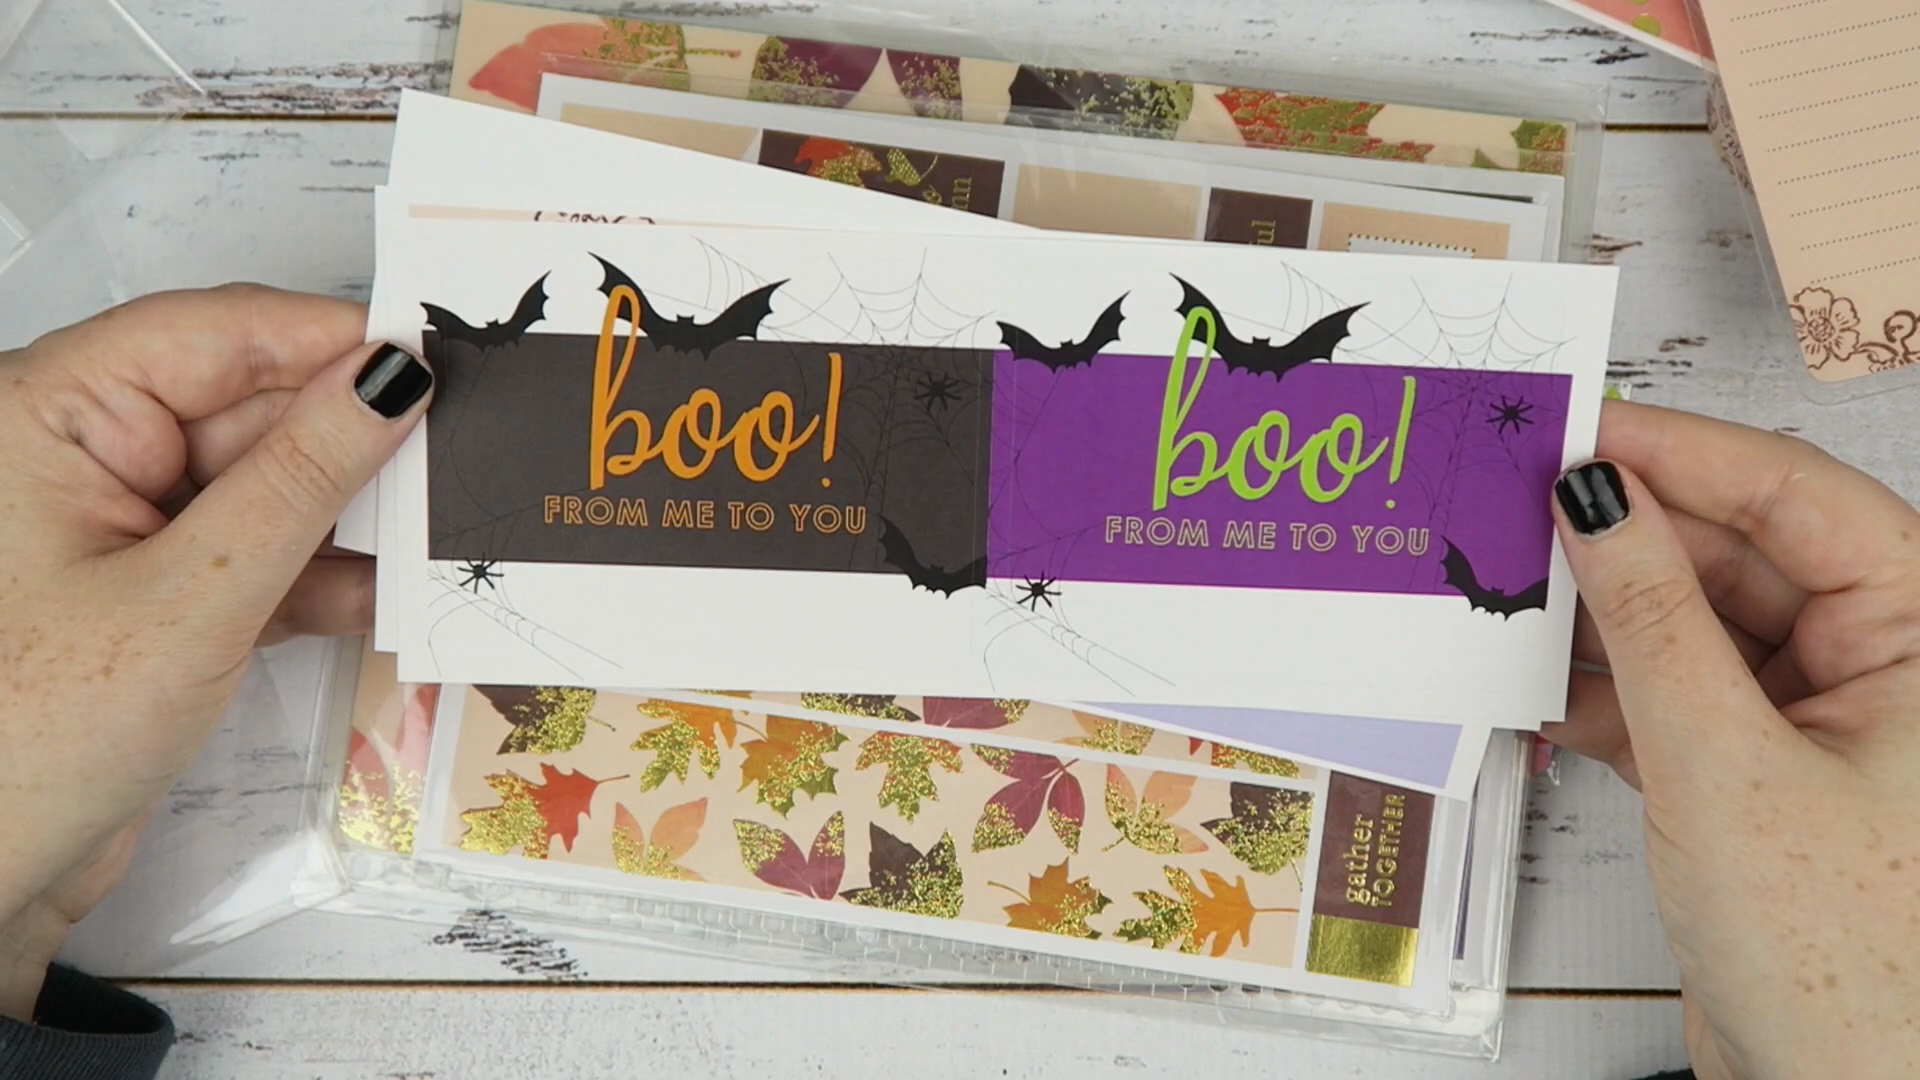 boo!
FROM ME TO YOU
boo!
FROM ME TO YOU
gather
TOGETHER